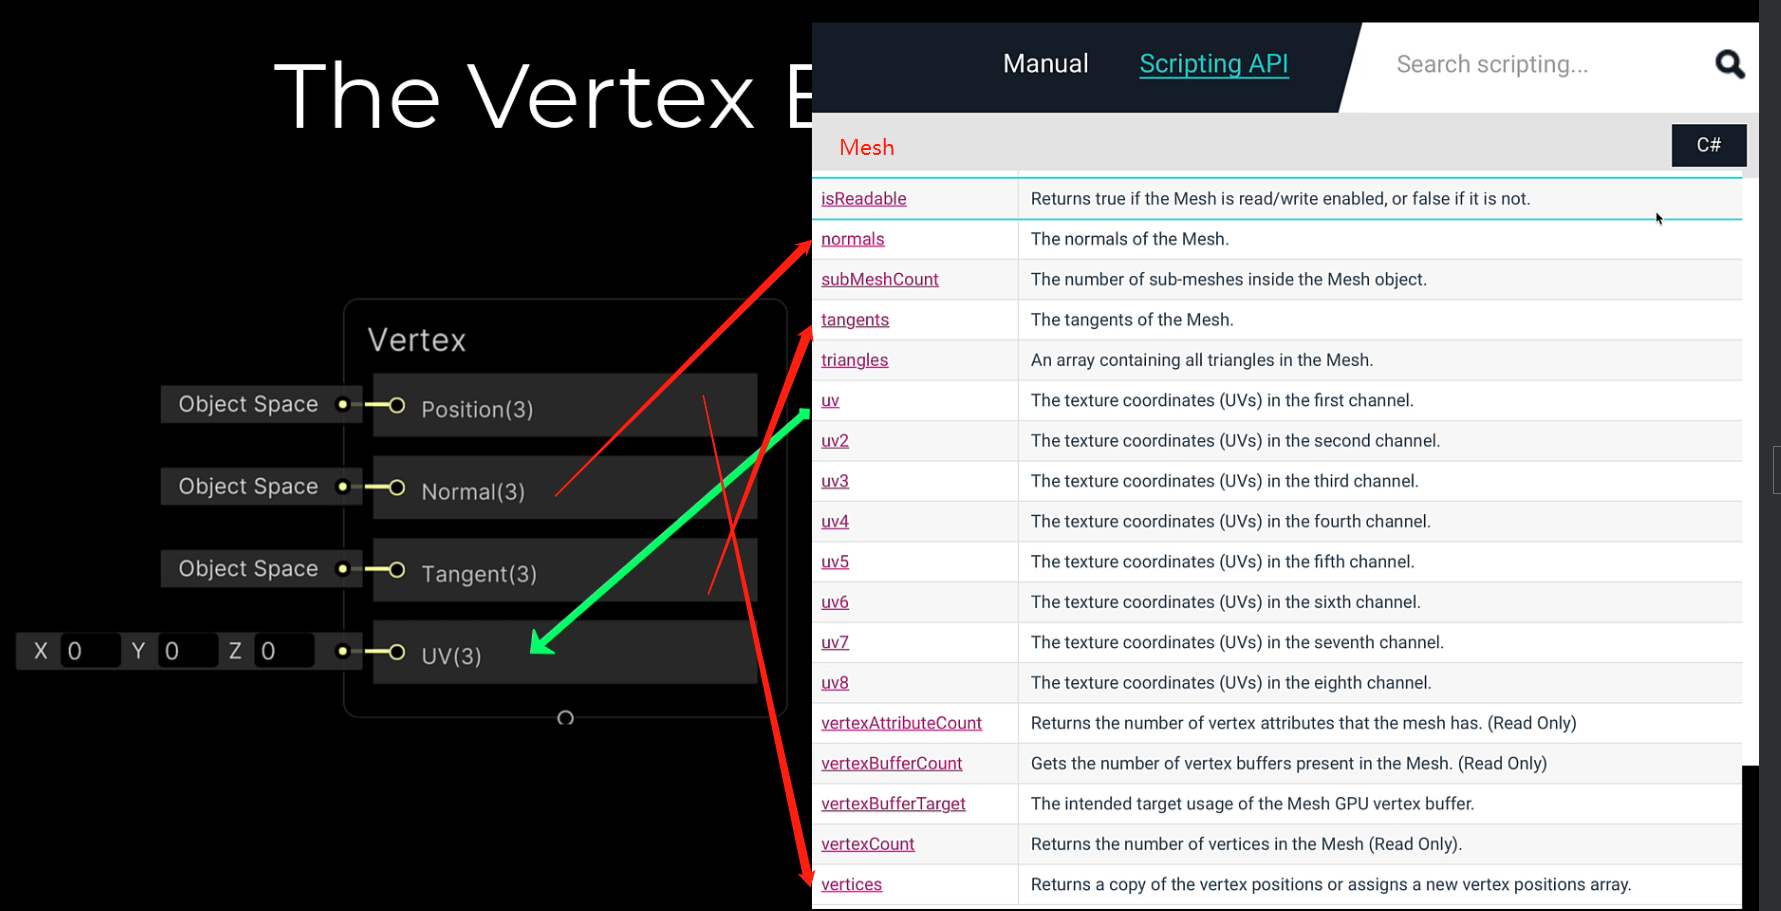 The Vertex
Vertex
Object Space
Position(3)
Object Space
Normal(3)
Object Space
Tangent(3)
X 0 Y 0 Z 0
UV(3)
Manual Scripting API Search scripting...
Mesh C#
isReadable Returns true if the Mesh is read/write enabled, or false if it is not.
normals The normals of the Mesh.
subMeshCount The number of sub-meshes inside the Mesh object.
tangents The tangents of the Mesh.
triangles An array containing all triangles in the Mesh.
uv The texture coordinates (UVs) in the first channel.
uv2 The texture coordinates (UVs) in the second channel.
uv3 The texture coordinates (UVs) in the third channel.
uv4 The texture coordinates (UVs) in the fourth channel.
uv5 The texture coordinates (UVs) in the fifth channel.
uv6 The texture coordinates (UVs) in the sixth channel.
uv7 The texture coordinates (UVs) in the seventh channel.
uv8 The texture coordinates (UVs) in the eighth channel.
vertexAttributeCount Returns the number of vertex attributes that the mesh has. (Read Only)
vertexBufferCount Gets the number of vertex buffers present in the Mesh. (Read Only)
vertexBufferTarget The intended target usage of the Mesh GPU vertex buffer.
vertexCount Returns the number of vertices in the Mesh (Read Only).
vertices Returns a copy of the vertex positions or assigns a new vertex positions array.